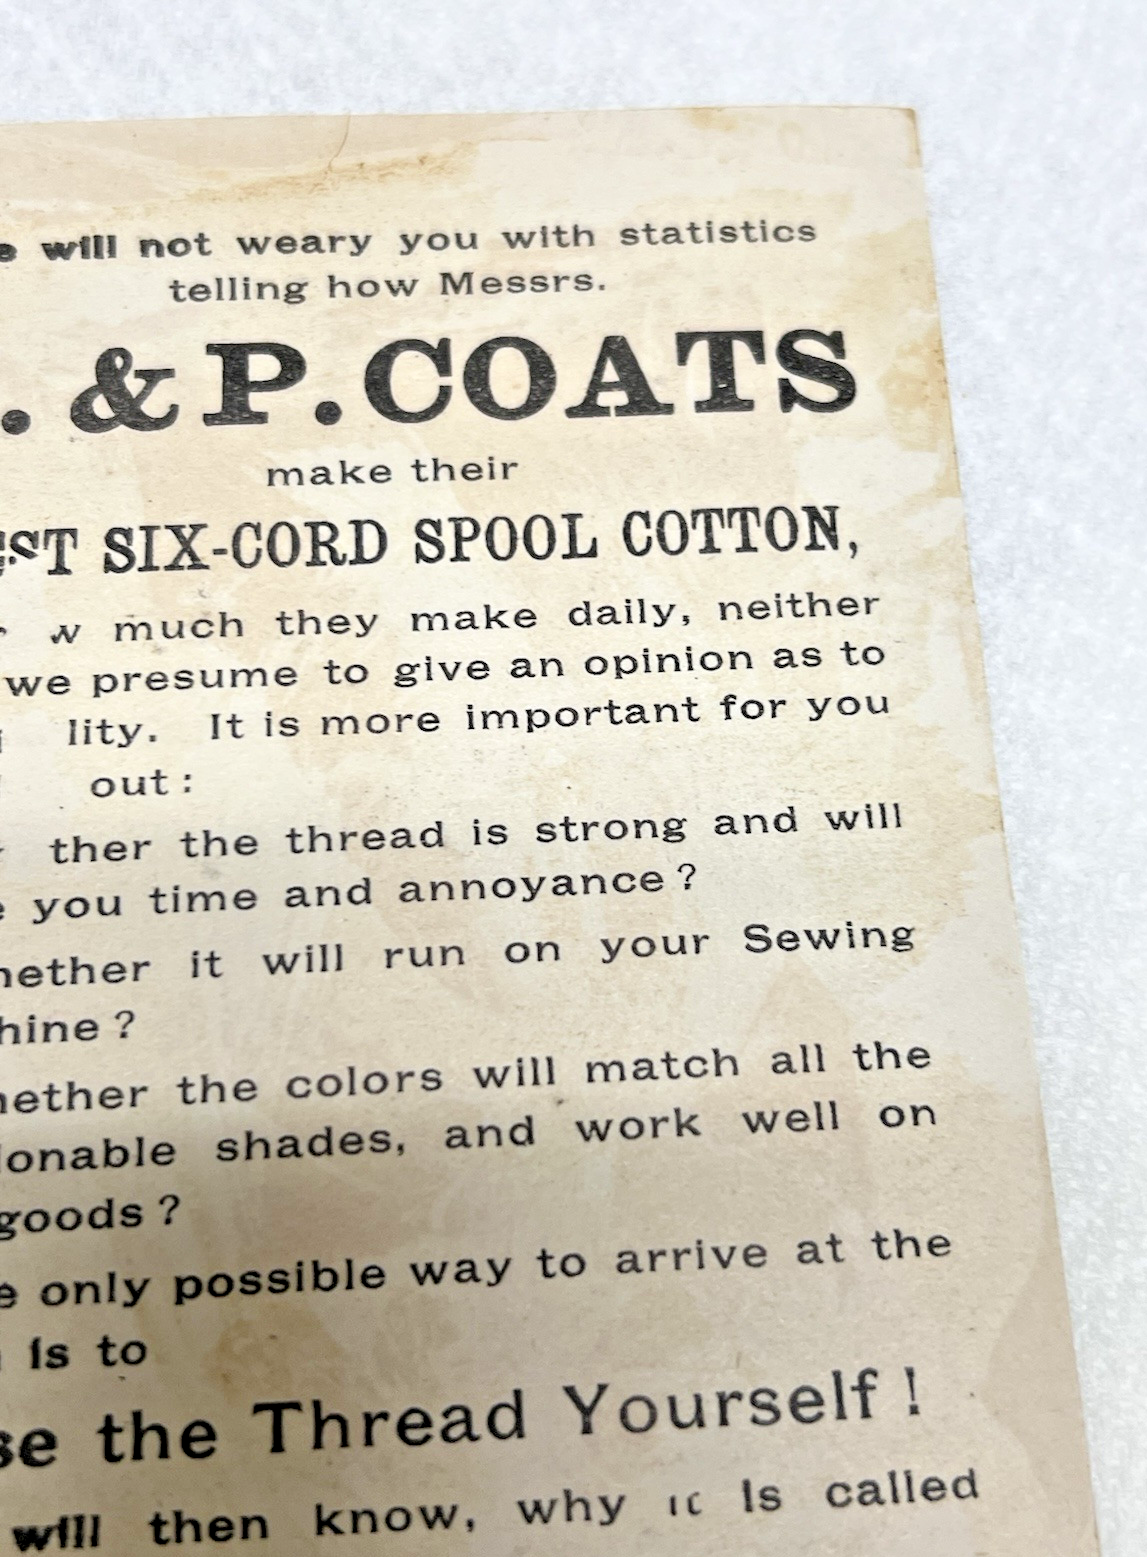 will not weary you with statistics
telling how Messrs.
. & P. COATS
make their
SIX-CORD SPOOL COTTON,
much they make daily, neither
we presume to give an opinion as to
lity. It is more important for you
out:
ther the thread is strong and will
you time and annoyance?
hether it will run on your Sewing
hine?
hether the colors will match all the
ionable shades, and work well on
goods?
only possible way to arrive at the
is to
se the Thread Yourself!
will then know, why it is called